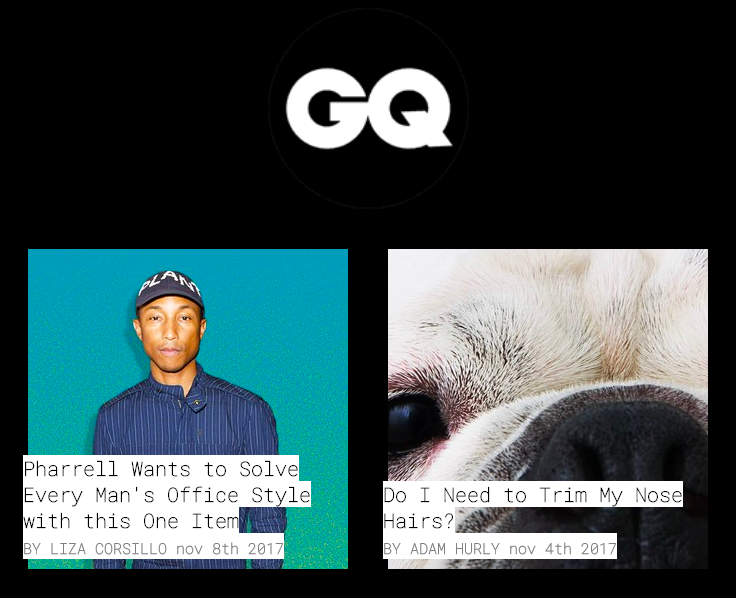 GQ
PLANT
Pharrell Wants to Solve
Every Man's Office Style
with this One Item
BY LIZA CORSILLO nov 8th 2017
Do I Need to Trim My Nose
Hairs?
BY ADAM HURLY nov 4th 2017